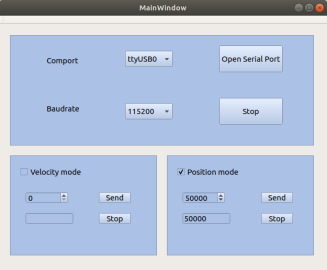 MainWindow
Comport ttyUSB0 Open Serial Port
Baudrate 115200 Stop
Velocity mode
0 Send
Stop
Position mode
50000 Send
50000 Stop